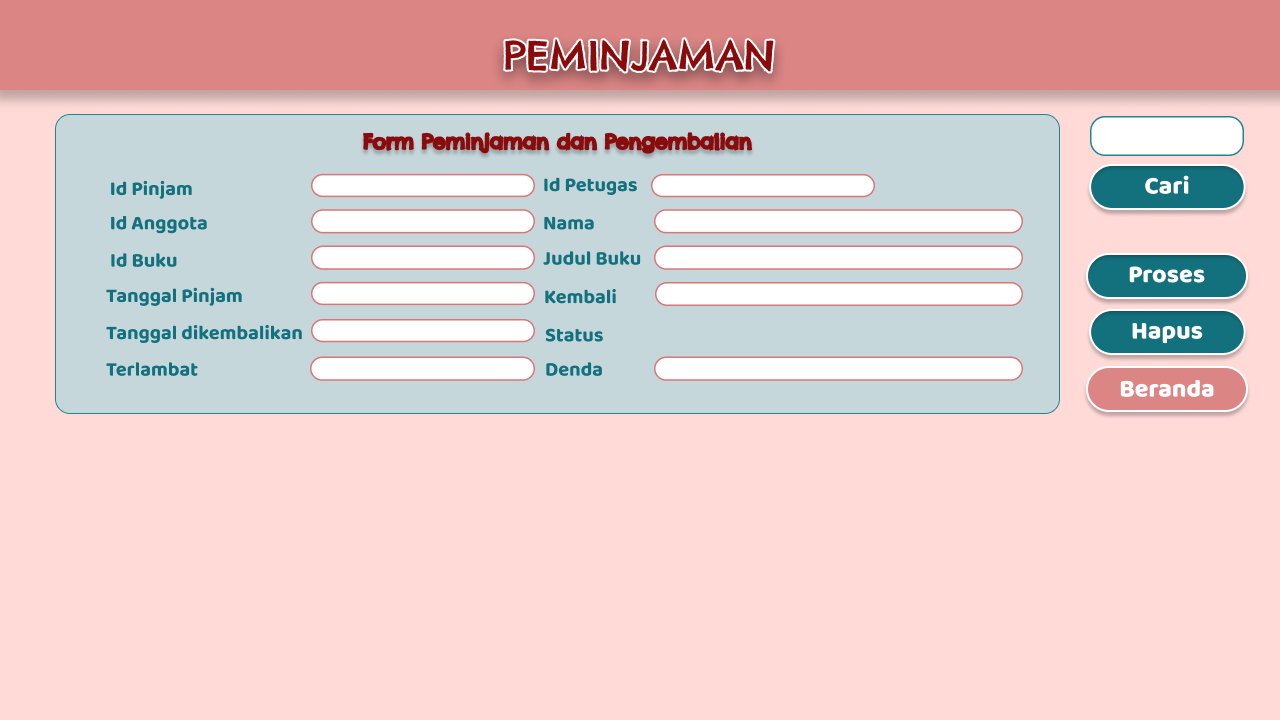 PEMINJAMAN
Form Peminjaman dan Pengembalian
Id Pinjam
Id Petugas
Id Anggota
Nama
Id Buku
Judul Buku
Tanggal Pinjam
Kembali
Tanggal dikembalikan
Status
Terlambat
Denda
Cari
Proses
Hapus
Beranda